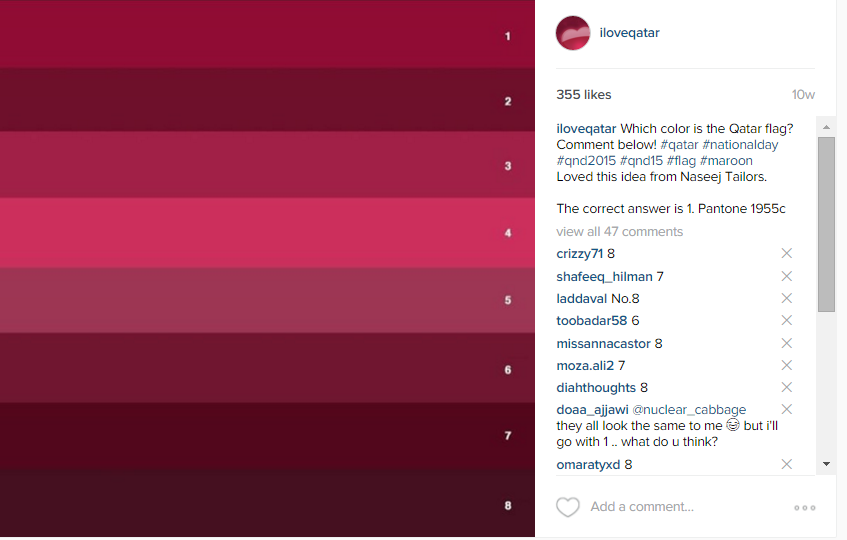 1
2
3
4
5
6
7
8
iloveqatar
355 likes
10w
iloveqatar Which color is the Qatar flag?
Comment below! #qatar #nationalday
#qnd2015 #qnd15 #flag #maroon
Loved this idea from Naseej Tailors.
The correct answer is 1. Pantone 1955c
view all 47 comments
crizzy71 8
shafeeq_hilman 7
laddaval No.8
toobadar58 6
missannacastor 8
moza.ali2 7
diahthoughts 8
doaa_ajjawi @nuclear_cabbage
they all look the same to me 😂 but i'll
go with 1 .. what do u think?
omaratyxd 8
Add a comment...